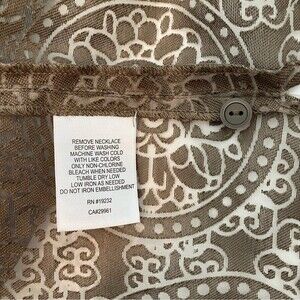 REMOVE NECKLACE
BEFORE WASHING
MACHINE WASH COLD
WITH LIKE COLORS
ONLY NON-CHLORINE
BLEACH WHEN NEEDED
TUMBLE DRY LOW
LOW IRON AS NEEDED
DO NOT IRON EMBELLISHMENT
RN #19232
CA#29961